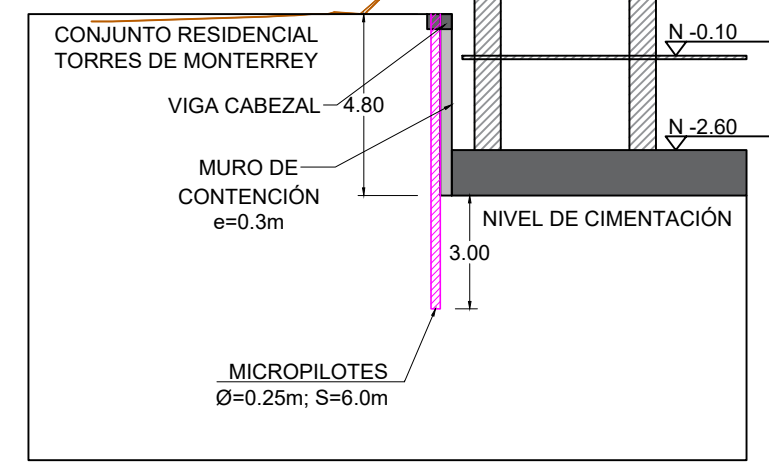 CONJUNTO RESIDENCIAL
TORRES DE MONTERREY
N -0.10
VIGA CABEZAL
4.80
N -2.60
MURO DE
CONTENCIÓN
e=0.3m
NIVEL DE CIMENTACIÓN
3.00
MICROPILOTES
Ø=0.25m; S=6.0m